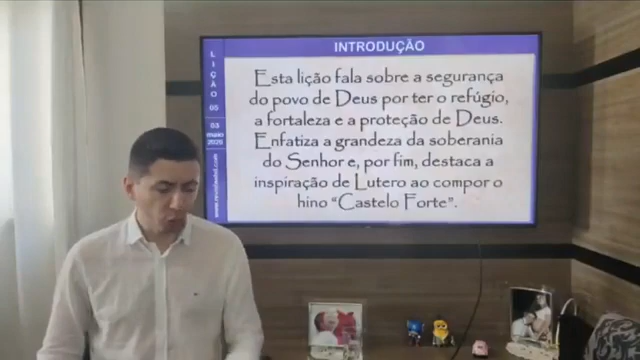 INTRODUÇÃO
LIÇÃO
05
03
maio
2020
Esta lição fala sobre a segurança
do povo de Deus por ter o refúgio,
a fortaleza e a proteção de Deus.
Enfatiza a grandeza da soberania
do Senhor e, por fim, destaca a
inspiração de Lutero ao compor o
hino “Castelo Forte”.